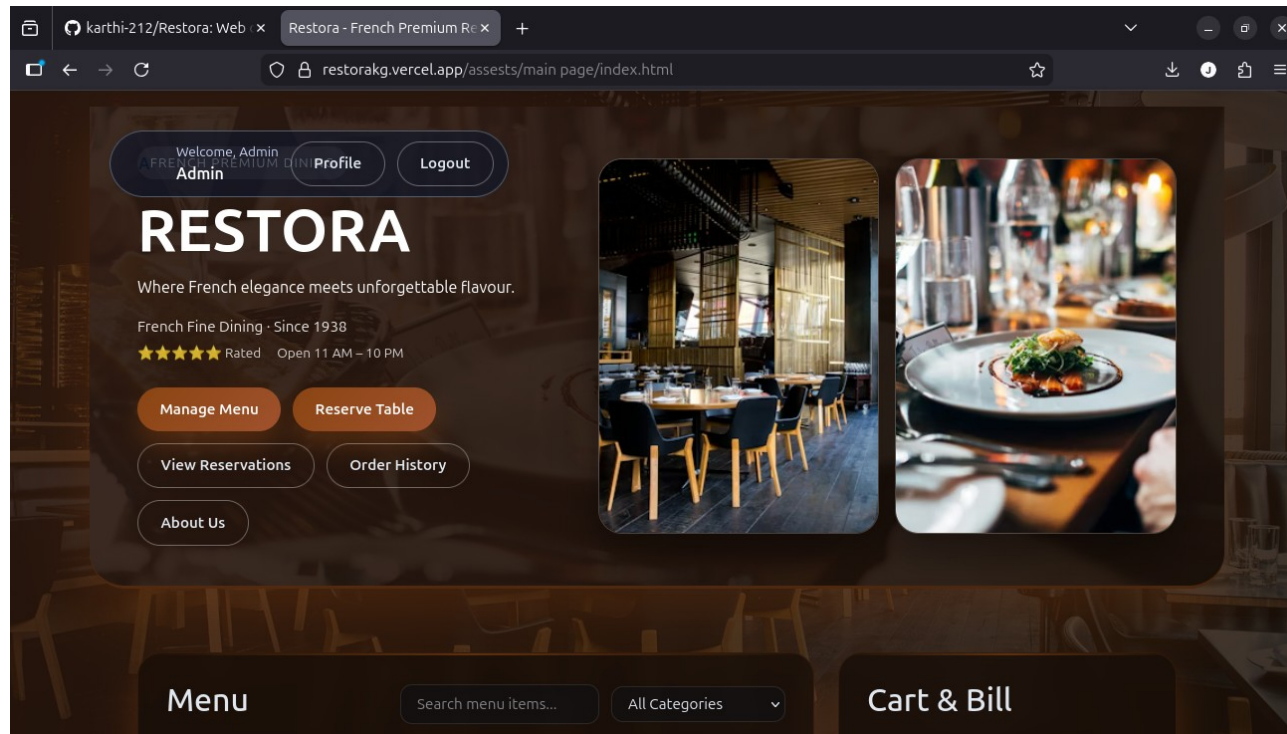 karthi-212/Restora: Web
Restora - French Premium Re
restorakg.vercel.app/assests/main page/index.html
Welcome, Admin
Admin
Profile
Logout
FRENCH PREMIUM DINI
RESTORA
Where French elegance meets unforgettable flavour.
French Fine Dining · Since 1938
★★★★★ Rated Open 11 AM – 10 PM
Manage Menu
Reserve Table
View Reservations
Order History
About Us
Menu
Search menu items...
All Categories
Cart & Bill